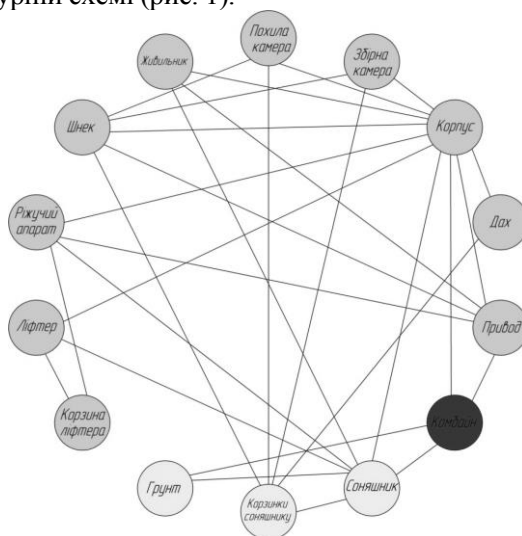 урній схемі (рис. 1).
Похила
камера
Живильник
Збірна
камера
Шнек
Корпус
Ріжучий
апарат
Дах
Ліфтер
Привод
Корзина
ліфтера
Комбайн
Грунт
Корзинки
соняшнику
Соняшник